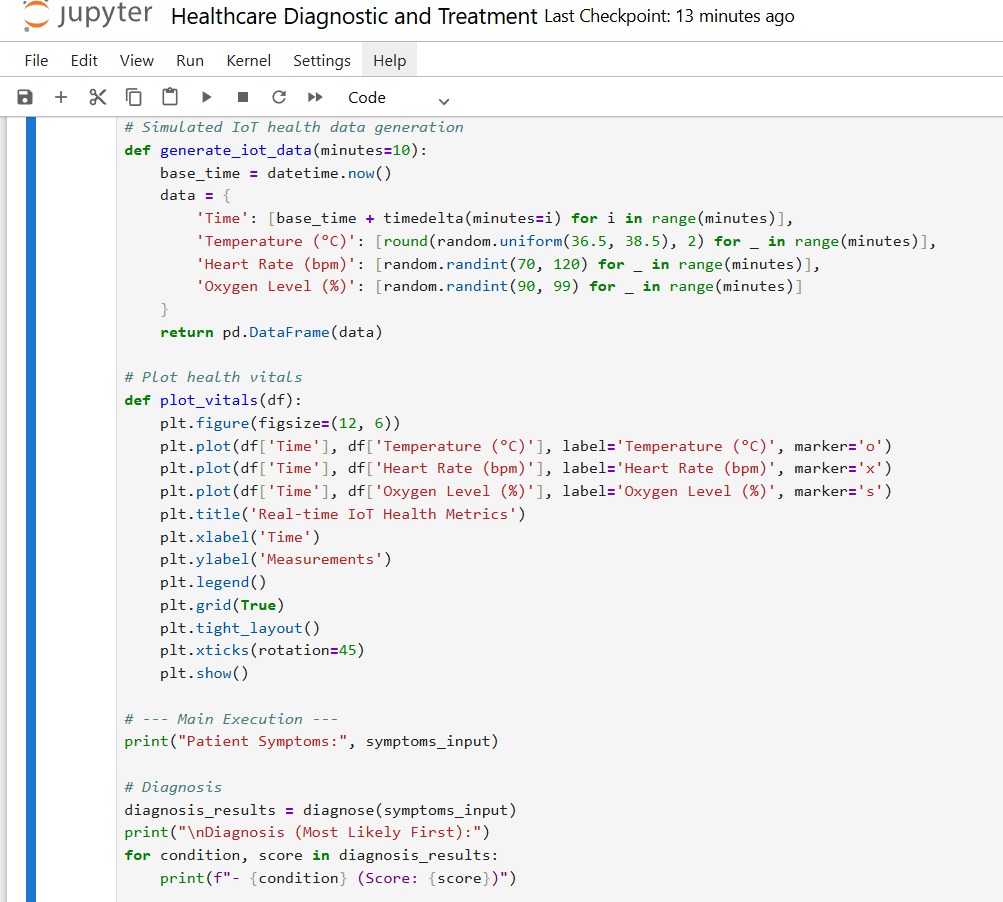 jupyter Healthcare Diagnostic and Treatment Last Checkpoint: 13 minutes ago
File Edit View Run Kernel Settings Help
Code
# Simulated IoT health data generation
def generate_iot_data(minutes=10):
    base_time = datetime.now()
    data = {
        'Time': [base_time + timedelta(minutes=i) for i in range(minutes)],
        'Temperature (°C)': [round(random.uniform(36.5, 38.5), 2) for _ in range(minutes)],
        'Heart Rate (bpm)': [random.randint(70, 120) for _ in range(minutes)],
        'Oxygen Level (%)': [random.randint(90, 99) for _ in range(minutes)]
    }
    return pd.DataFrame(data)
# Plot health vitals
def plot_vitals(df):
    plt.figure(figsize=(12, 6))
    plt.plot(df['Time'], df['Temperature (°C)'], label='Temperature (°C)', marker='o')
    plt.plot(df['Time'], df['Heart Rate (bpm)'], label='Heart Rate (bpm)', marker='x')
    plt.plot(df['Time'], df['Oxygen Level (%)'], label='Oxygen Level (%)', marker='s')
    plt.title('Real-time IoT Health Metrics')
    plt.xlabel('Time')
    plt.ylabel('Measurements')
    plt.legend()
    plt.grid(True)
    plt.tight_layout()
    plt.xticks(rotation=45)
    plt.show()
# --- Main Execution ---
print("Patient Symptoms:", symptoms_input)
# Diagnosis
diagnosis_results = diagnose(symptoms_input)
print("\nDiagnosis (Most Likely First):")
for condition, score in diagnosis_results:
    print(f"- {condition} (Score: {score})")